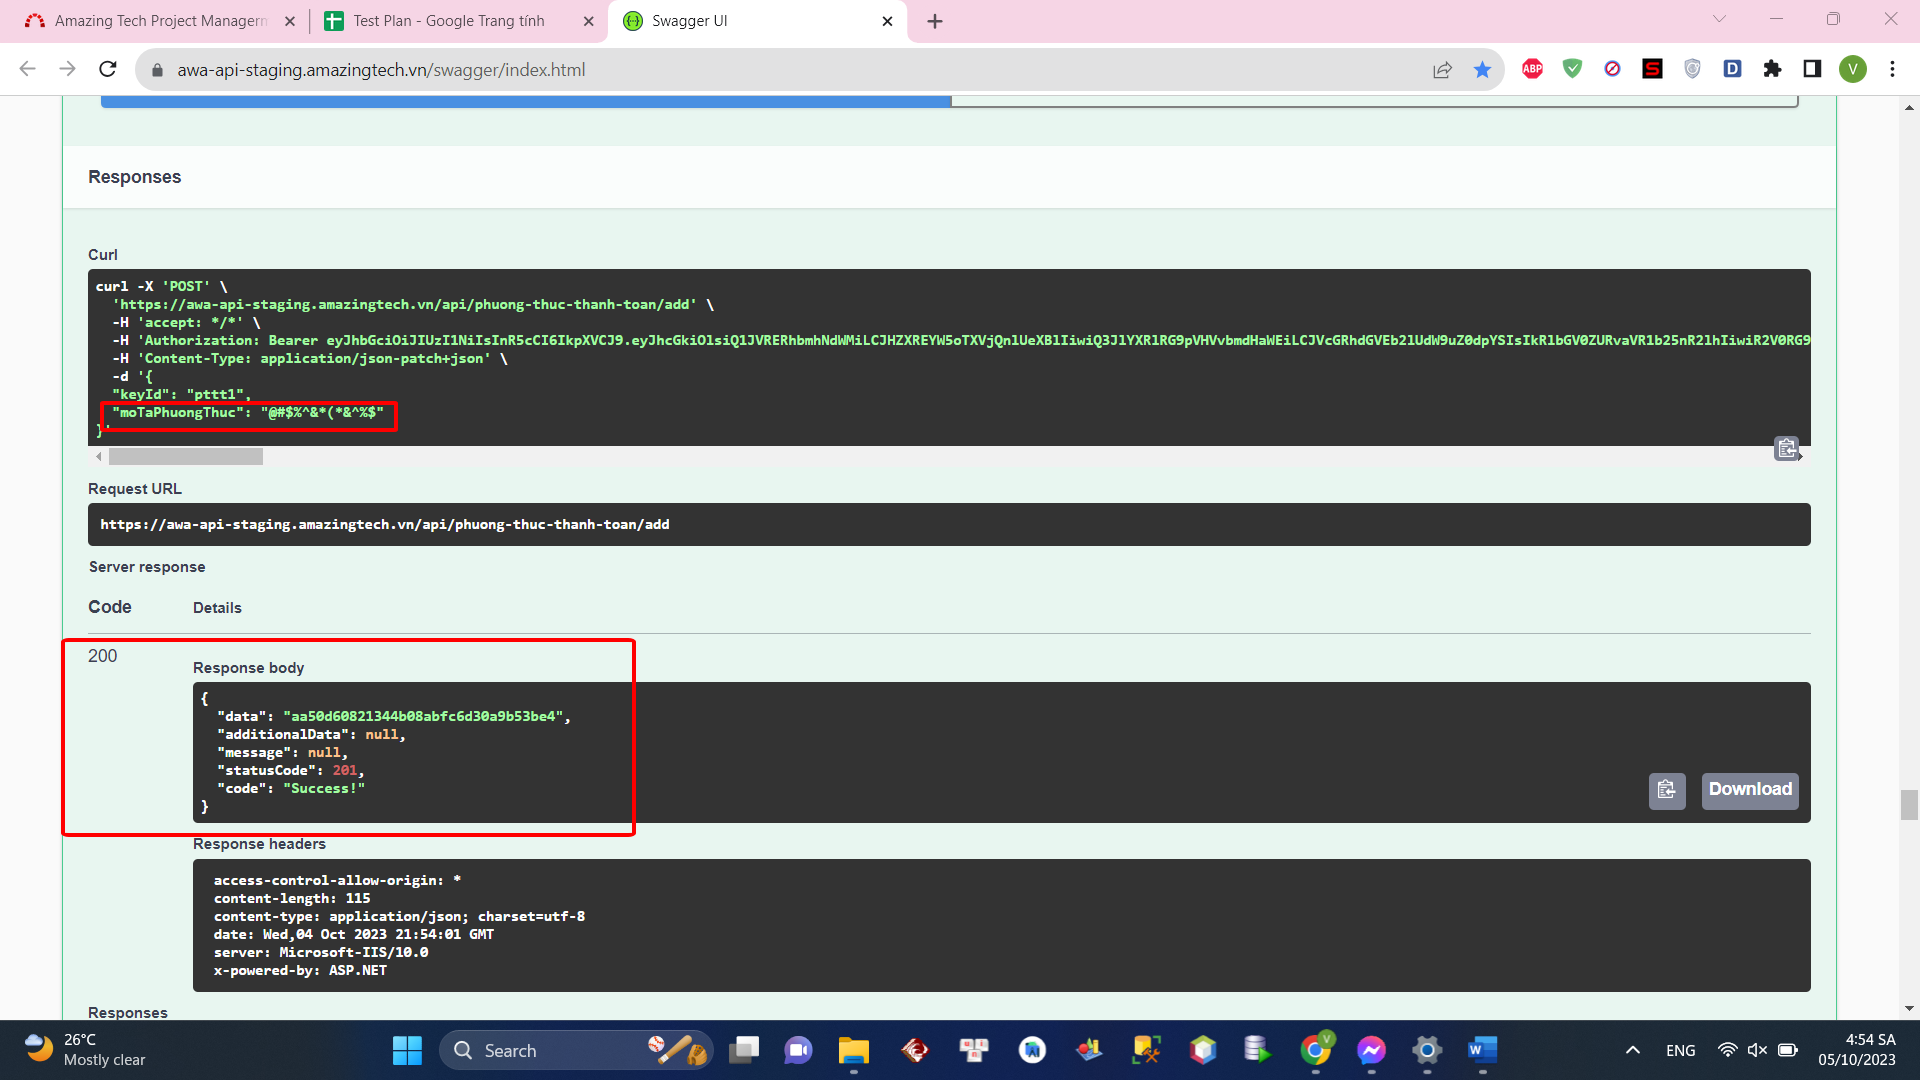 Amazing Tech Project Managem
Test Plan - Google Trang tính
Swagger UI
awa-api-staging.amazingtech.vn/swagger/index.html
ABP
S
D
V
Responses
Curl
curl -X 'POST' \
'https://awa-api-staging.amazingtech.vn/api/phuong-thuc-thanh-toan/add' \
-H 'accept: */*' \
-H 'Authorization: Bearer
-H 'Content-Type: application/json-patch+json' \
-d '{
"keyId": "pttt1",
"moTaPhuongThuc": "@#$%^&*(*&^%$"
}'
Request URL
https://awa-api-staging.amazingtech.vn/api/phuong-thuc-thanh-toan/add
Server response
Code Details
200
Response body
{
"data": "aa50d60821344b08abfc6d30a9b53be4",
"additionalData": null,
"message": null,
"statusCode": 201,
"code": "Success!"
}
Download
Response headers
access-control-allow-origin: *
content-length: 115
content-type: application/json; charset=utf-8
date: Wed,04 Oct 2023 21:54:01 GMT
server: Microsoft-IIS/10.0
x-powered-by: ASP.NET
Responses
26°C
Mostly clear
Search
V
ENG
4:54 SA
05/10/2023